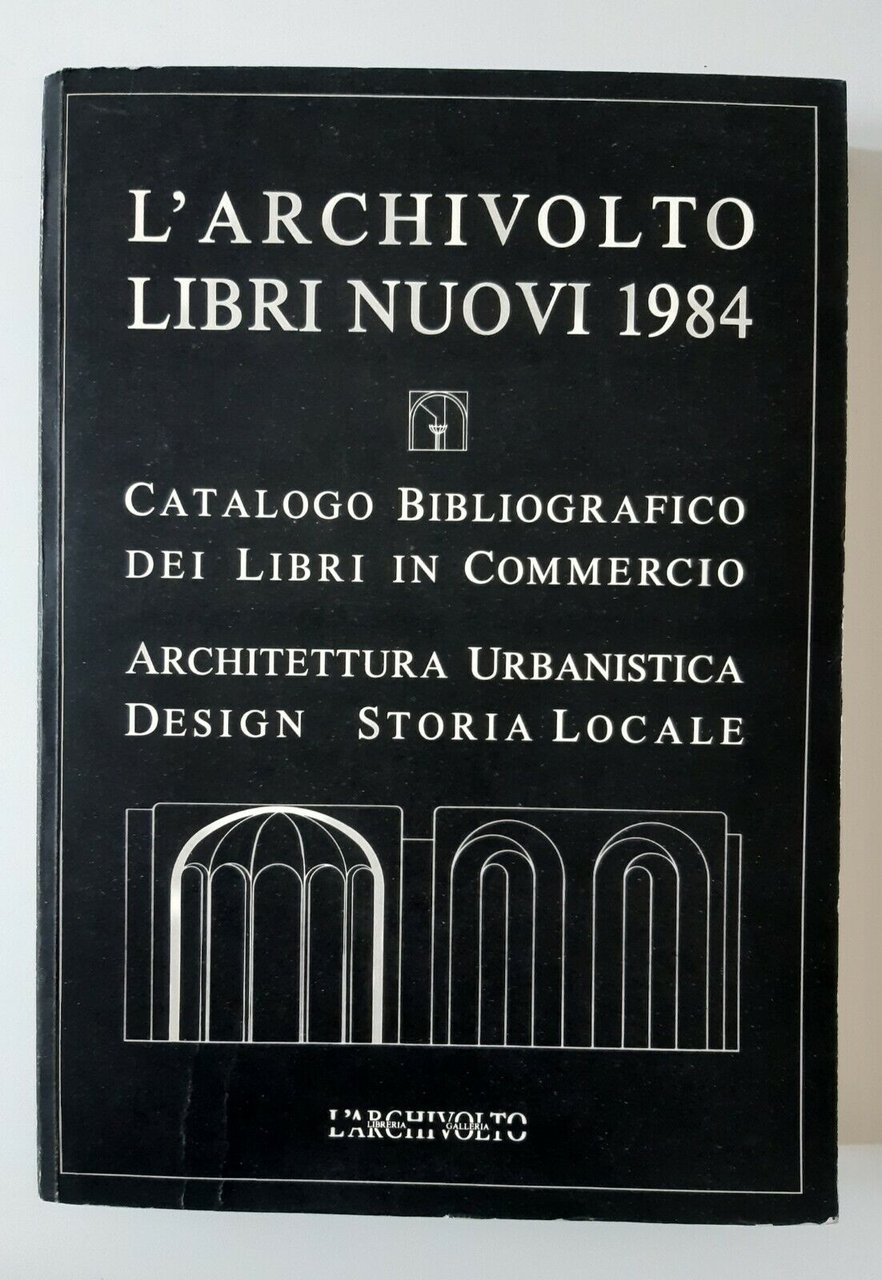 L'ARCHIVOLTO
LIBRI NUOVI 1984
CATALOGO BIBLIOGRAFICO
DEI LIBRI IN COMMERCIO
ARCHITETTURA URBANISTICA
DESIGN STORIA LOCALE
L'ARCHIVOLTO
LIBRERIA GALLERIA